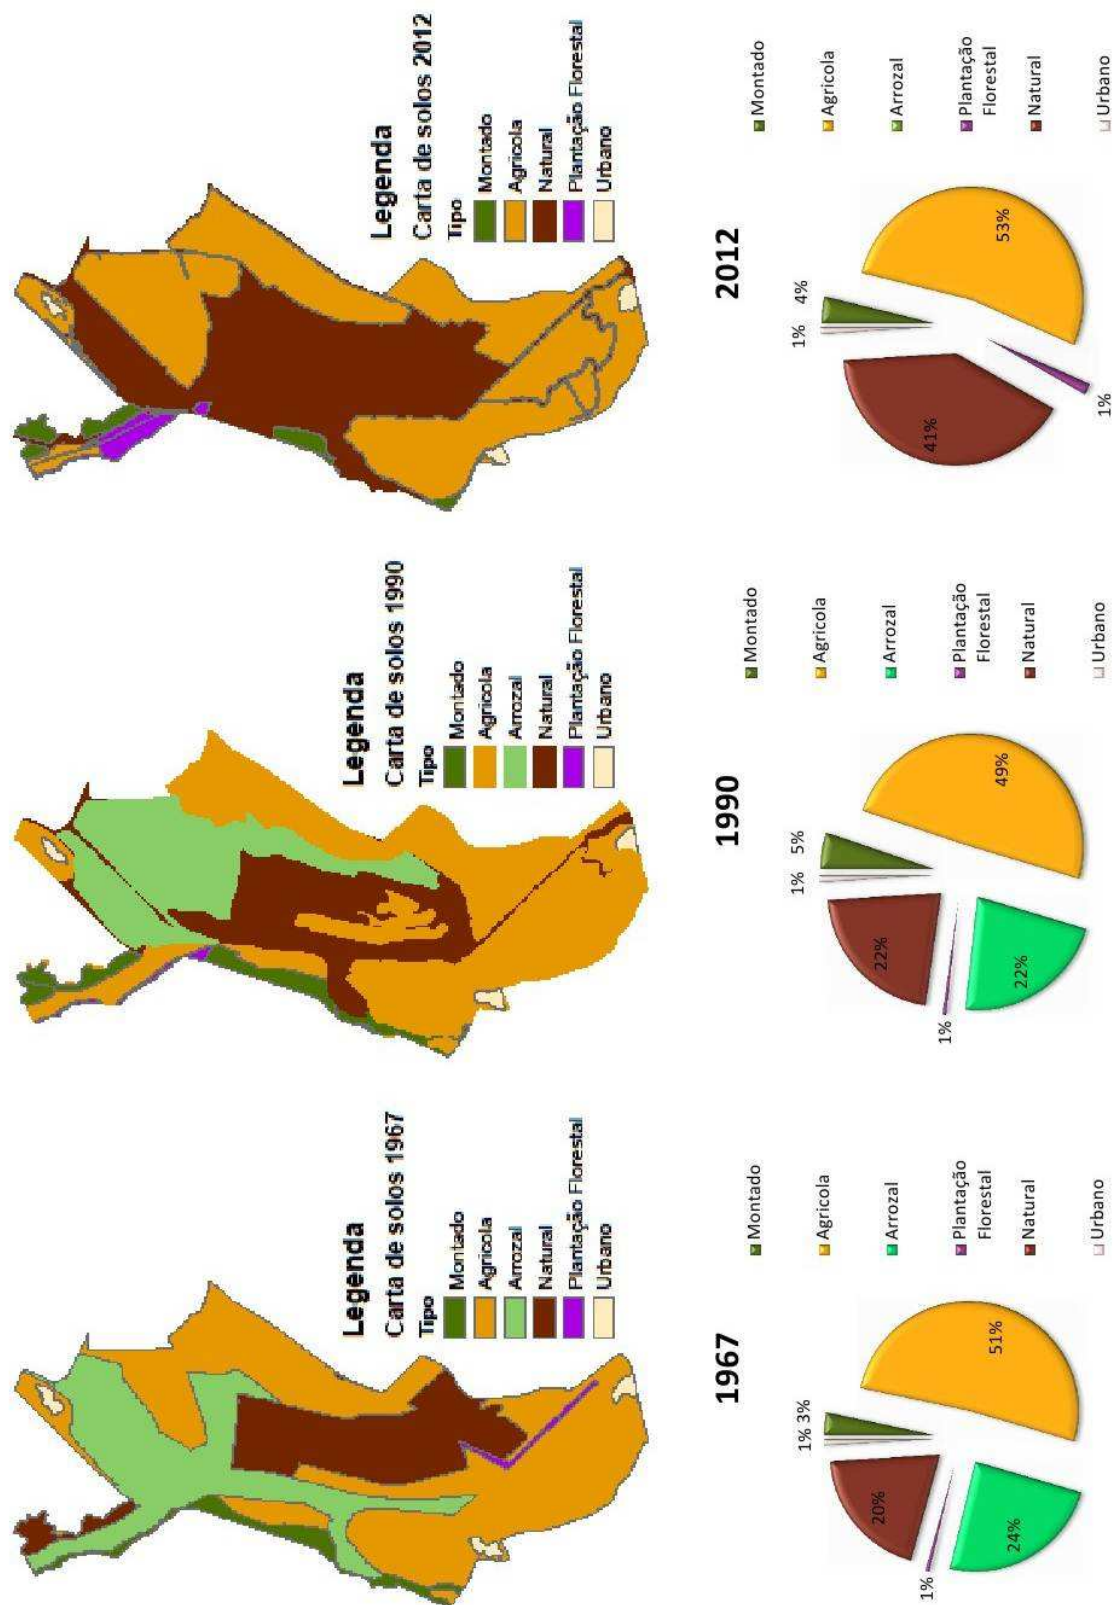 Legenda
Carta de solos 1967
Tipo
Montado
Agricola
Arrozal
Natural
Plantação Florestal
Urbano
Legenda
Carta de solos 1990
Tipo
Montado
Agricola
Arrozal
Natural
Plantação Florestal
Urbano
Legenda
Carta de solos 2012
Tipo
Montado
Agricola
Natural
Plantação Florestal
Urbano
1967
1% 3%
51%
20%
24%
1%
Montado
Agricola
Arrozal
Plantação
Florestal
Natural
Urbano
1990
1%
5%
49%
22%
22%
1%
Montado
Agricola
Arrozal
Plantação
Florestal
Natural
Urbano
2012
1%
4%
53%
41%
1%
Montado
Agricola
Arrozal
Plantação
Florestal
Natural
Urbano